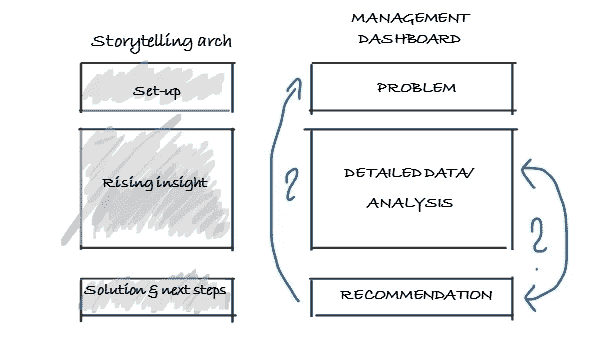 Storytelling arch
Set-up
Rising insight
Solution & next steps
MANAGEMENT
DASHBOARD
PROBLEM
DETAILED DATA/
ANALYSIS
RECOMMENDATION
?
?